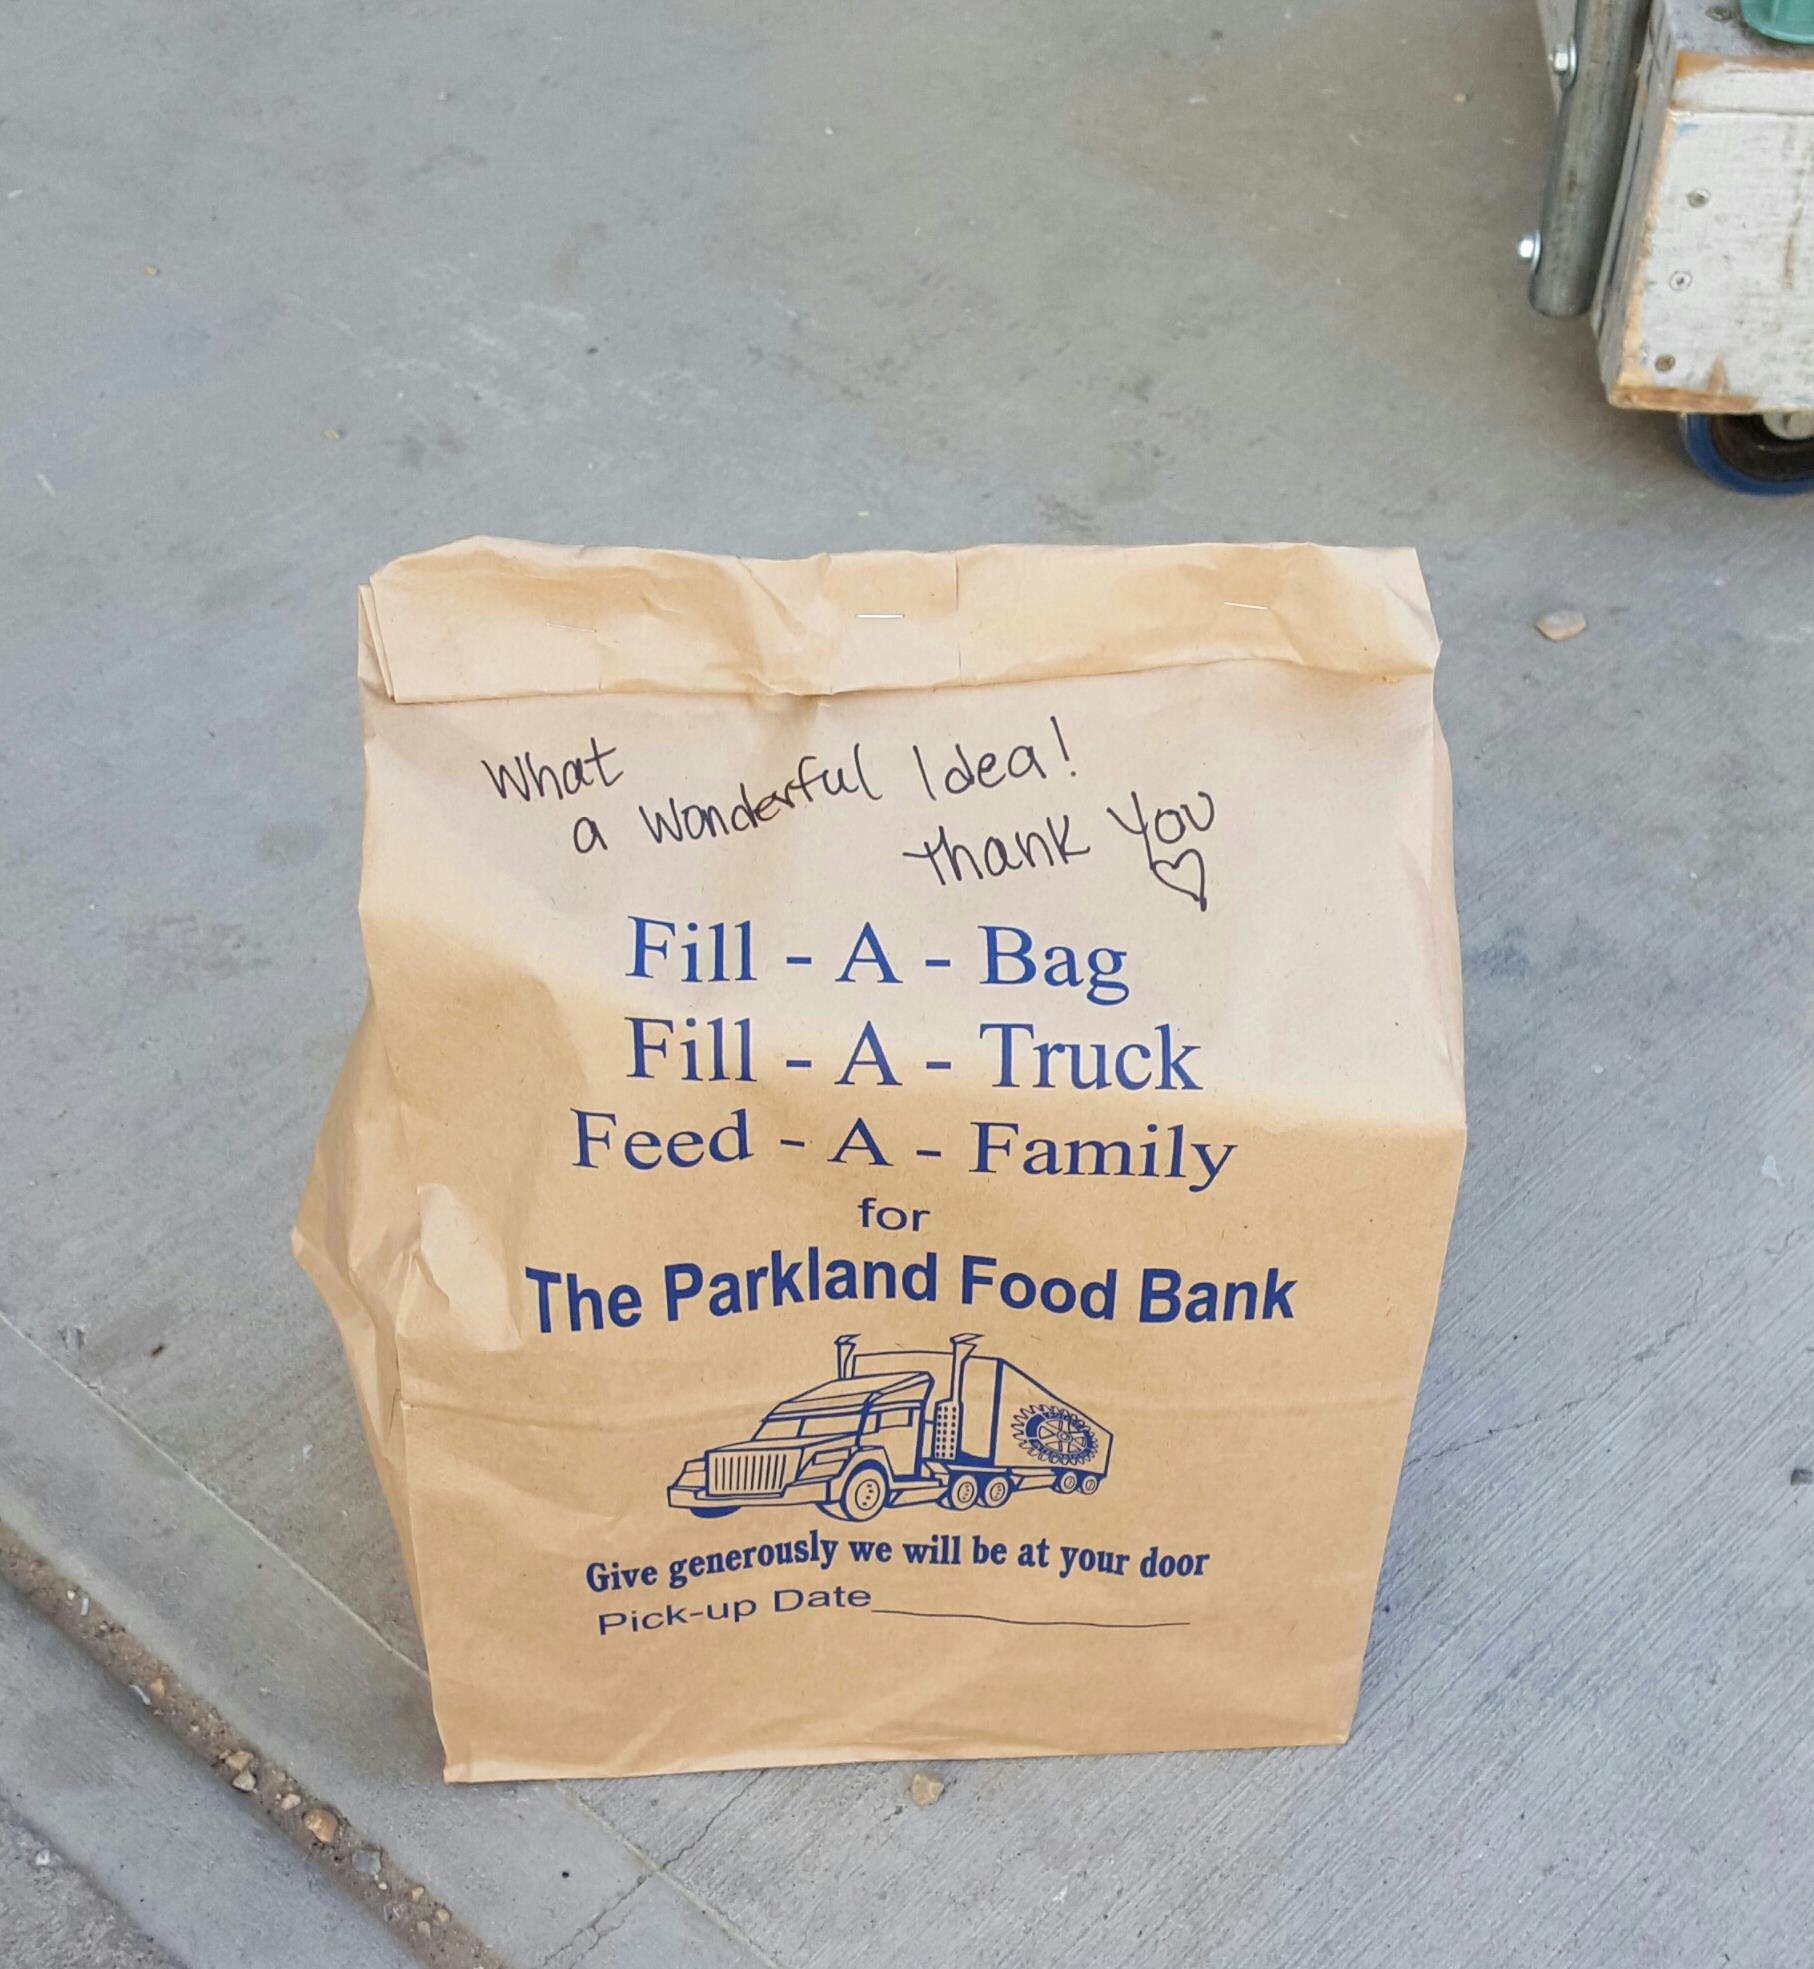 What
a Wonderful Idea!
Thank You
Fill - A - Bag
Fill - A - Truck
Feed - A - Family
for
The Parkland Food Bank
Give generously we will be at your door
Pick-up Date